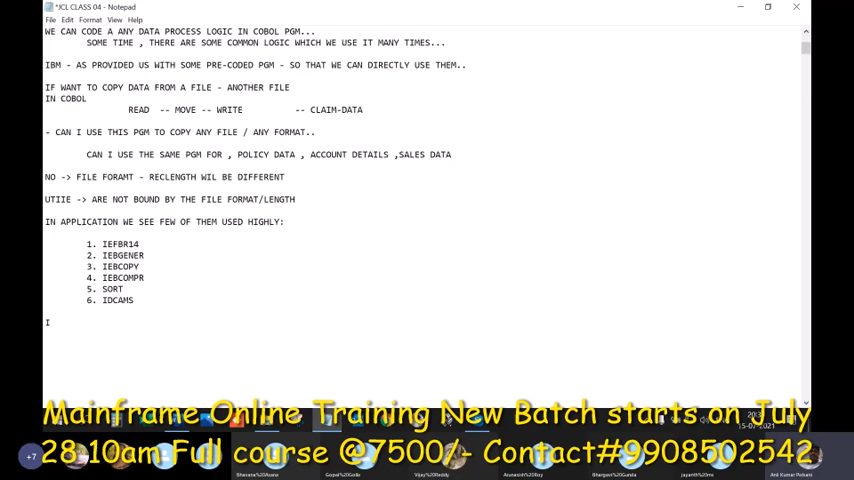 *JCL CLASS 04 - Notepad
File Edit Format View Help
WE CAN CODE A ANY DATA PROCESS LOGIC IN COBOL PGM...
SOME TIME , THERE ARE SOME COMMON LOGIC WHICH WE USE IT MANY TIMES...
IBM - AS PROVIDED US WITH SOME PRE-CODED PGM - SO THAT WE CAN DIRECTLY USE THEM..
IF WANT TO COPY DATA FROM A FILE - ANOTHER FILE
IN COBOL
READ -- MOVE -- WRITE -- CLAIM-DATA
- CAN I USE THIS PGM TO COPY ANY FILE / ANY FORMAT..
CAN I USE THE SAME PGM FOR , POLICY DATA , ACCOUNT DETAILS ,SALES DATA
NO -> FILE FORAMT - RECLENGTH WIL BE DIFFERENT
UTIIE -> ARE NOT BOUND BY THE FILE FORMAT/LENGTH
IN APPLICATION WE SEE FEW OF THEM USED HIGHLY:
1. IEFBR14
2. IEBGENER
3. IEBCOPY
4. IEBCOMPR
5. SORT
6. IDCAMS
Mainframe Online Training New Batch starts on July
28 10am Full course @7500/- Contact#9908502542
15-07-2021
+7
Anil Kumar Polsani